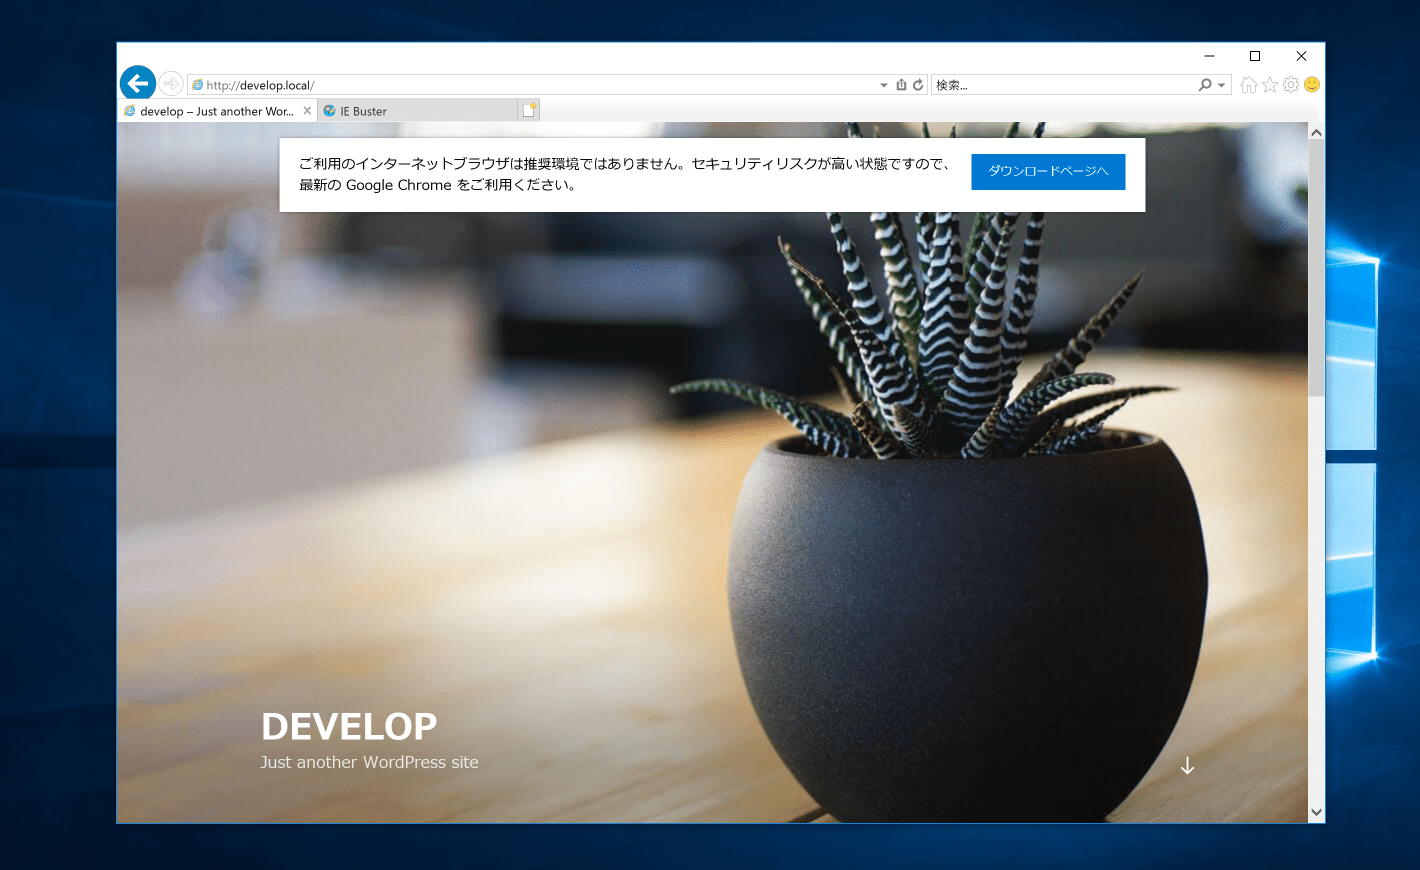 http://develop.local/
検索...
develop – Just another Wor...
IE Buster
ご利用のインターネットブラウザは推奨環境ではありません。セキュリティリスクが高い状態ですので、
最新の Google Chrome をご利用ください。
ダウンロードページへ
DEVELOP
Just another WordPress site